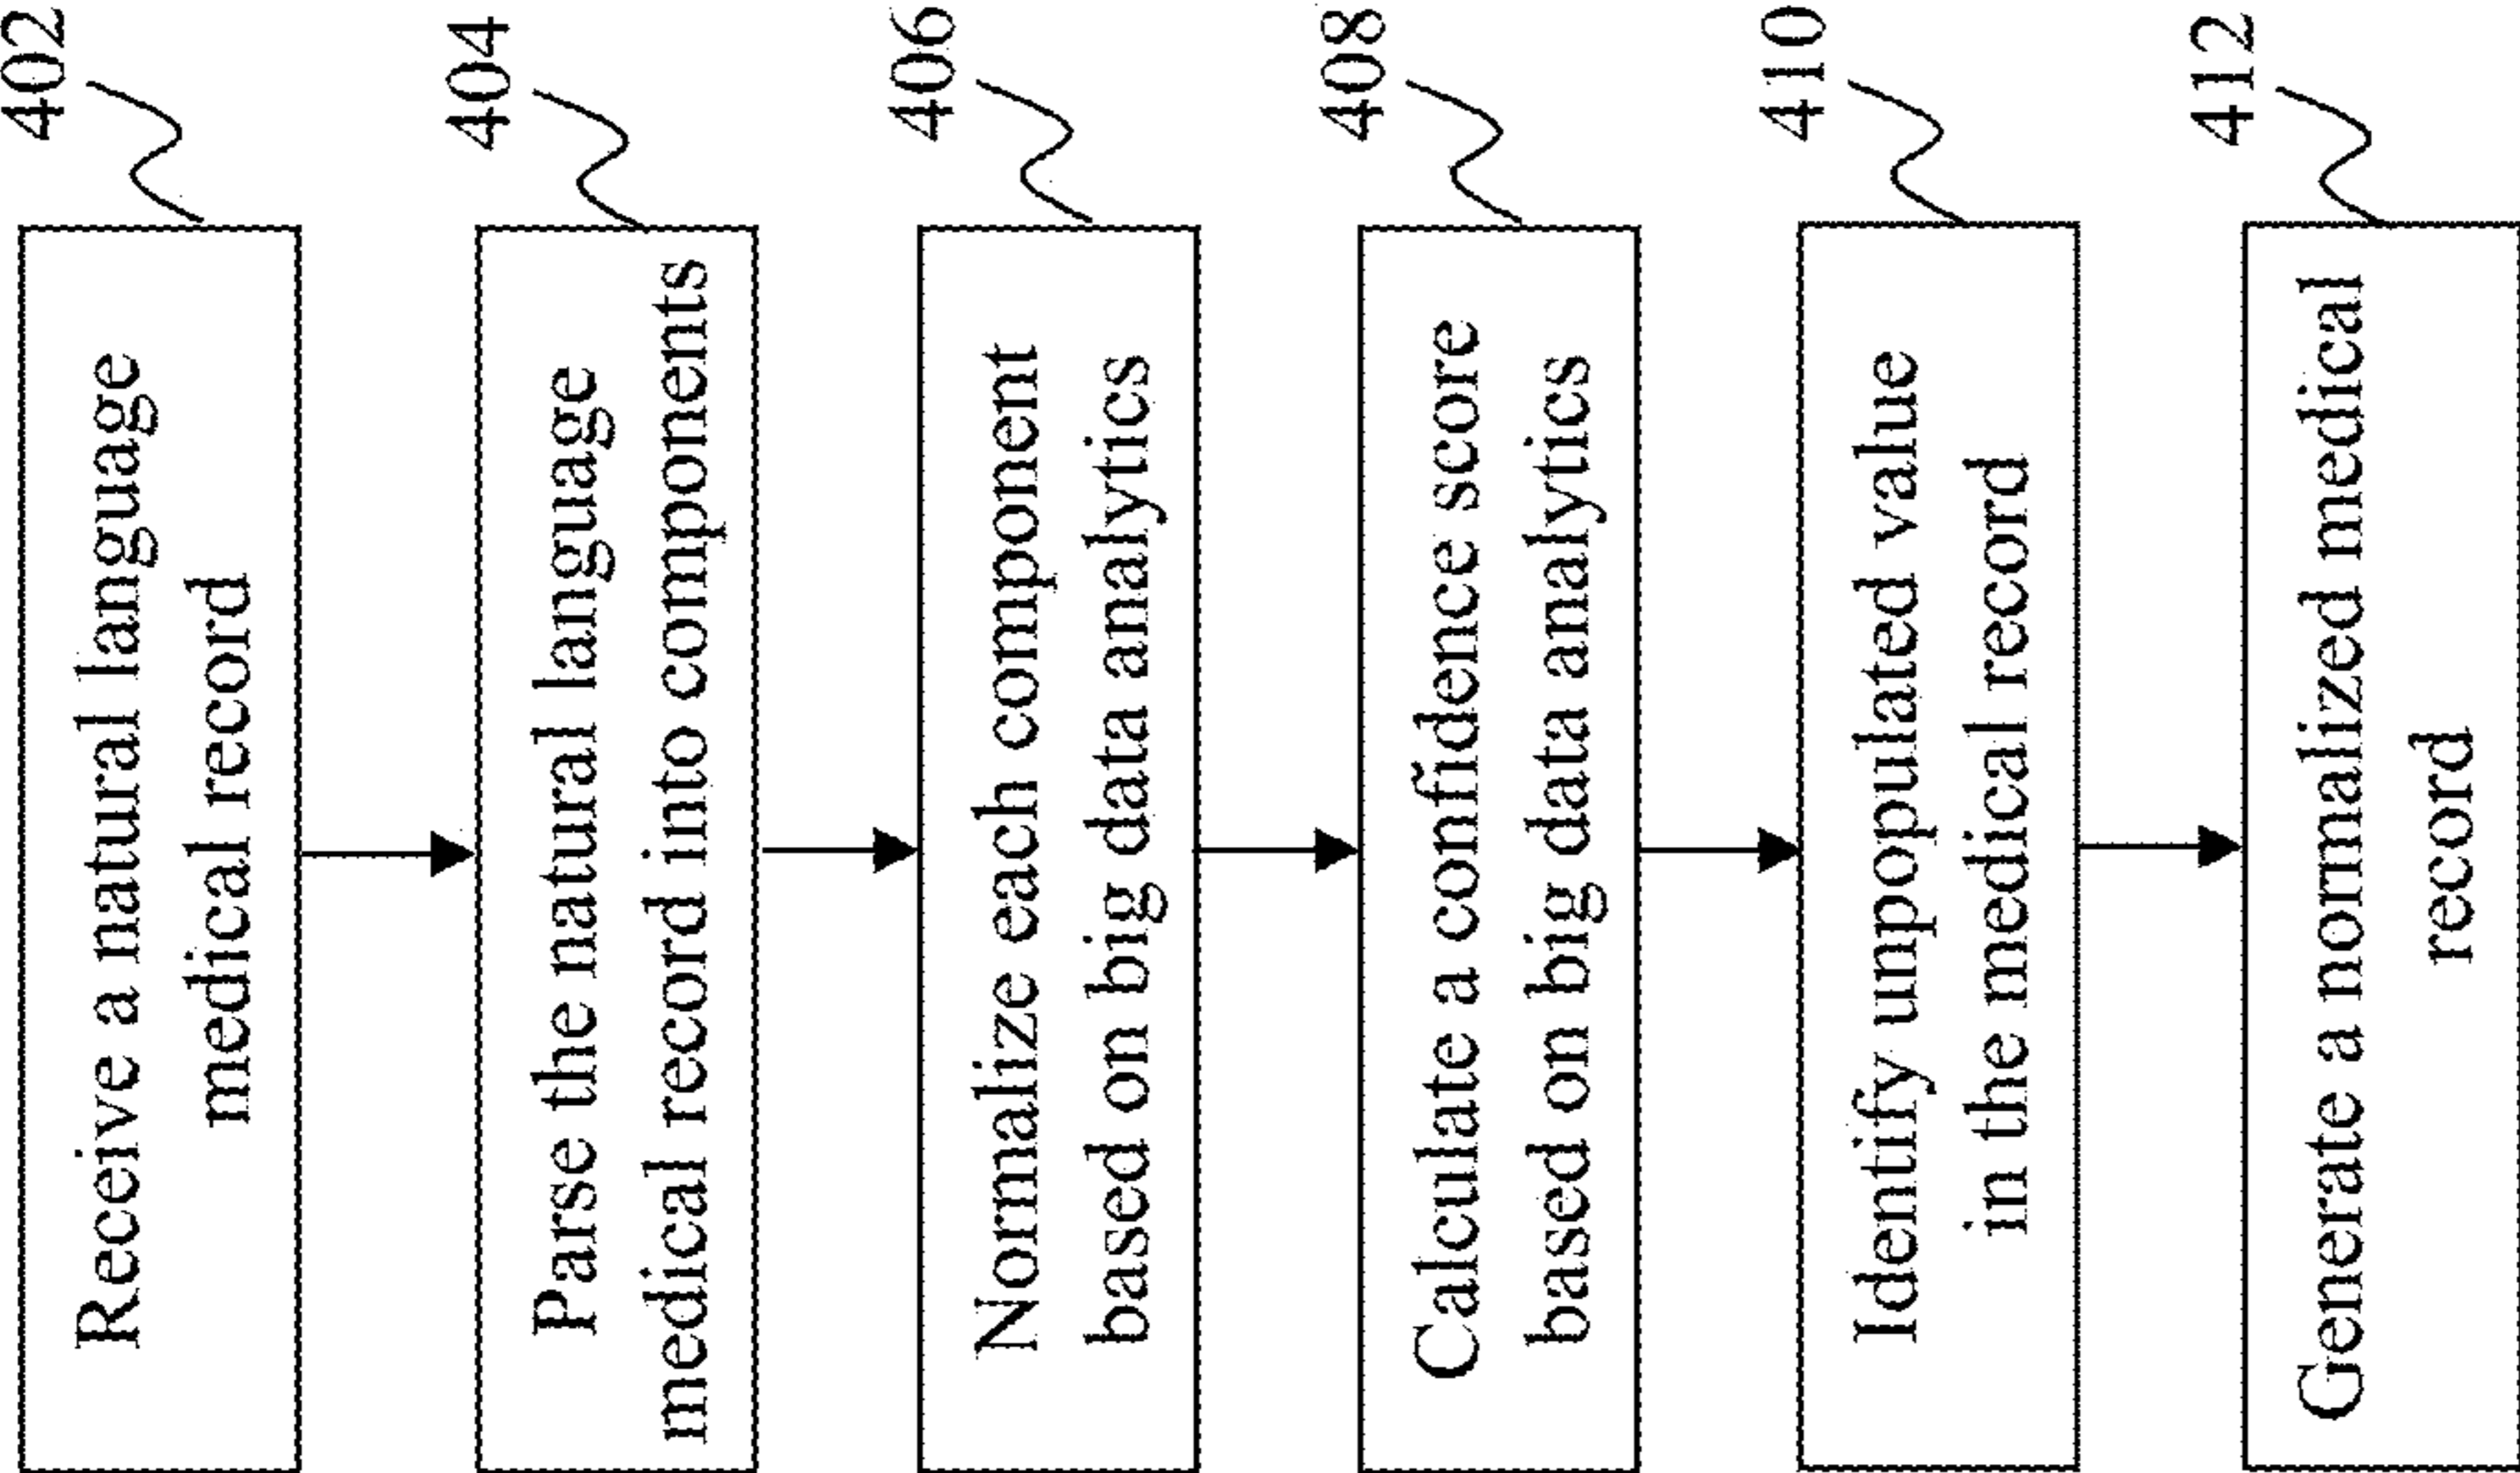 402
Receive a natural language
medical record
404
Parse the natural language
medical record into components
406
Normalize each component
based on big data analytics
408
Calculate a confidence score
based on big data analytics
410
Identify unpopulated value
in the medical record
412
Generate a normalized medical
record